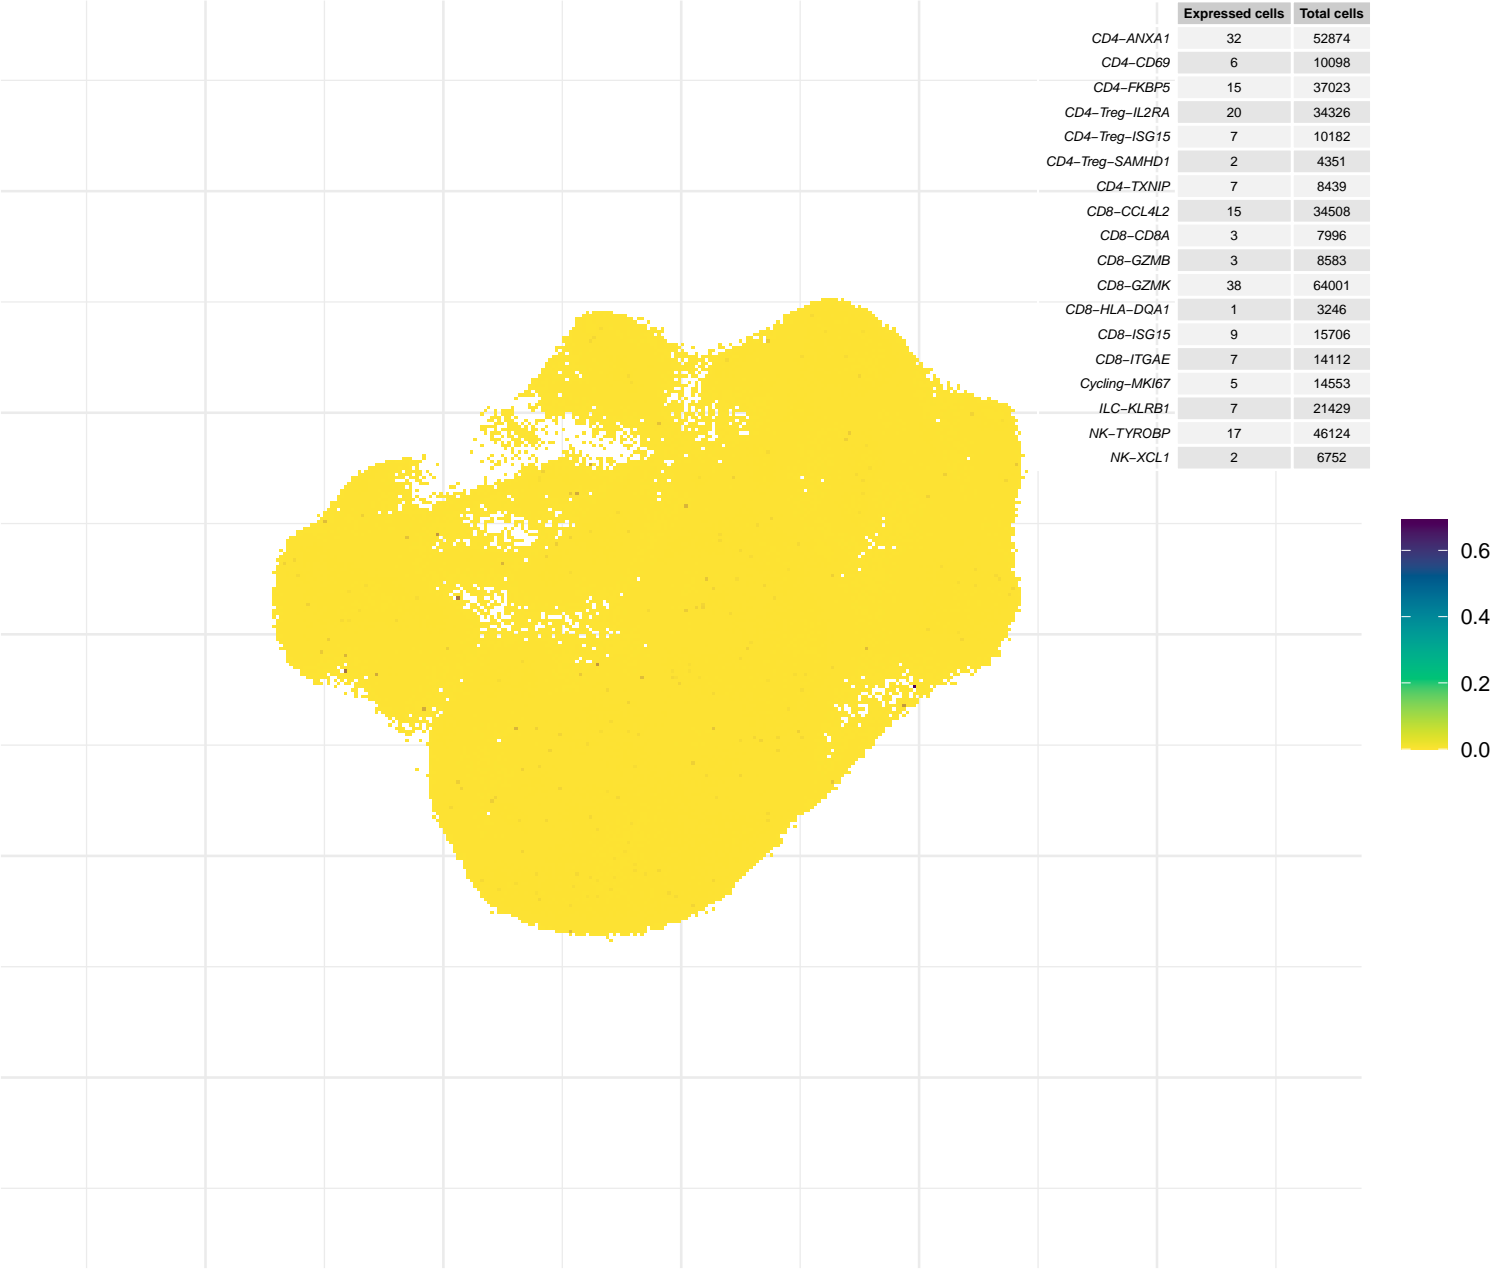 Expressed cells Total cells
CD4−ANXA1 32 52874
CD4−CD69 6 10098
CD4−FKBP5 15 37023
CD4−Treg−IL2RA 20 34326
CD4−Treg−ISG15 7 10182
CD4−Treg−SAMHD1 2 4351
CD4−TXNIP 7 8439
CD8−CCL4L2 15 34508
CD8−CD8A 3 7996
CD8−GZMB 3 8583
CD8−GZMK 38 64001
CD8−HLA−DQA1 1 3246
CD8−ISG15 9 15706
CD8−ITGAE 7 14112
Cycling−MKI67 5 14553
ILC−KLRB1 7 21429
NK−TYROBP 17 46124
NK−XCL1 2 6752
0.6
0.4
0.2
0.0